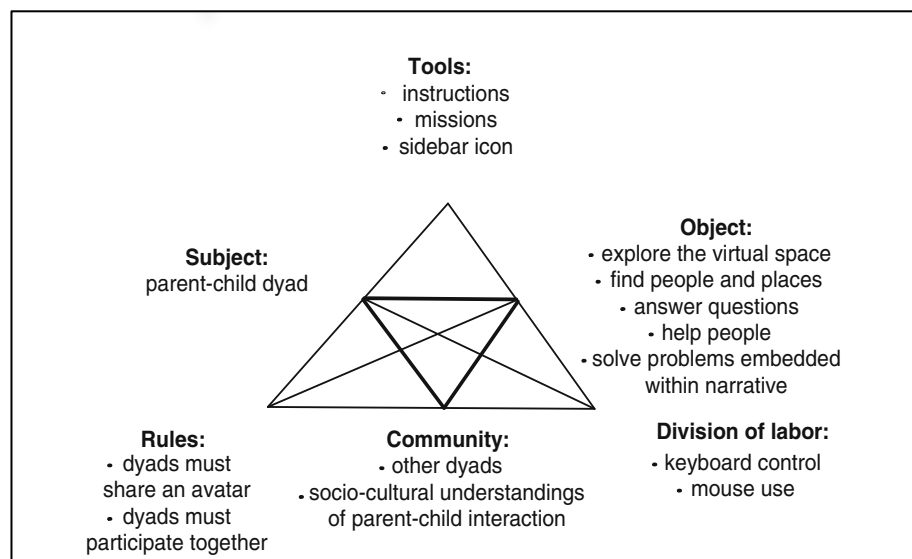 Tools:
• instructions
• missions
• sidebar icon
Subject:
parent-child dyad
Object:
• explore the virtual space
• find people and places
• answer questions
• help people
• solve problems embedded
within narrative
Rules:
• dyads must
share an avatar
• dyads must
participate together
Community:
• other dyads
• socio-cultural understandings
of parent-child interaction
Division of labor:
• keyboard control
• mouse use